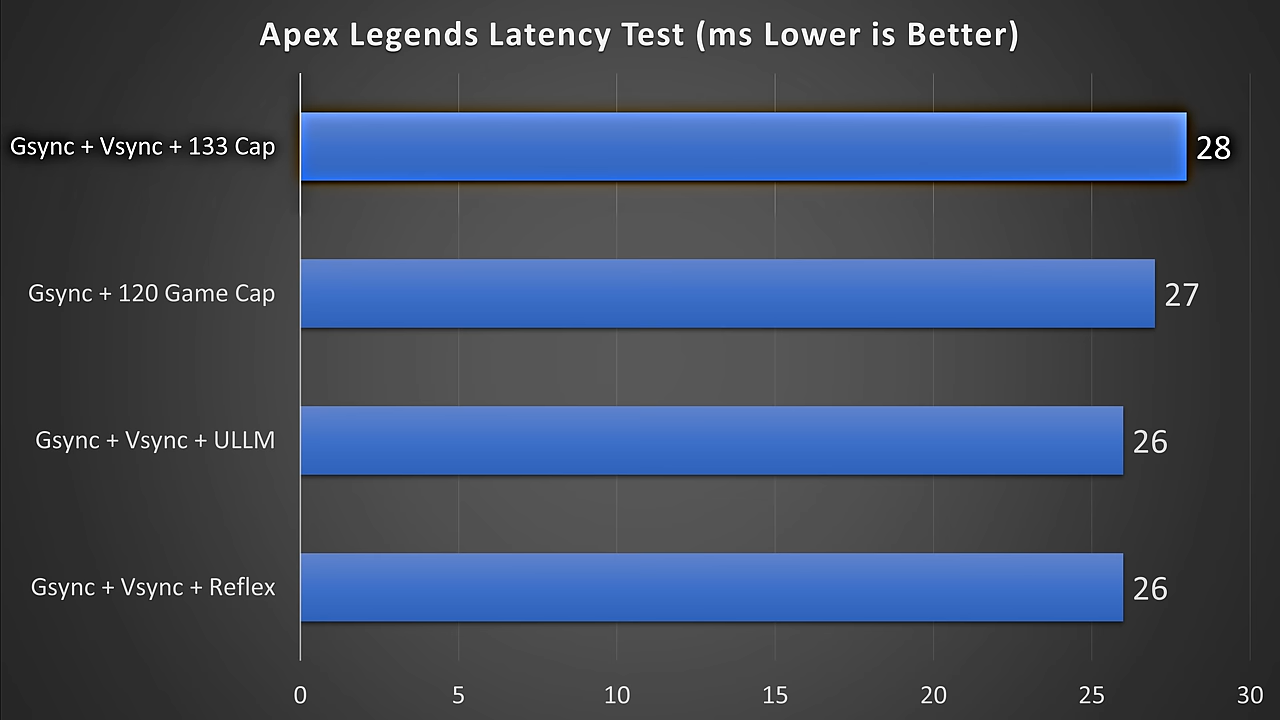 Apex Legends Latency Test (ms Lower is Better)
Gsync + Vsync + 133 Cap
28
Gsync + 120 Game Cap
27
Gsync + Vsync + ULLM
26
Gsync + Vsync + Reflex
26
0 5 10 15 20 25 30